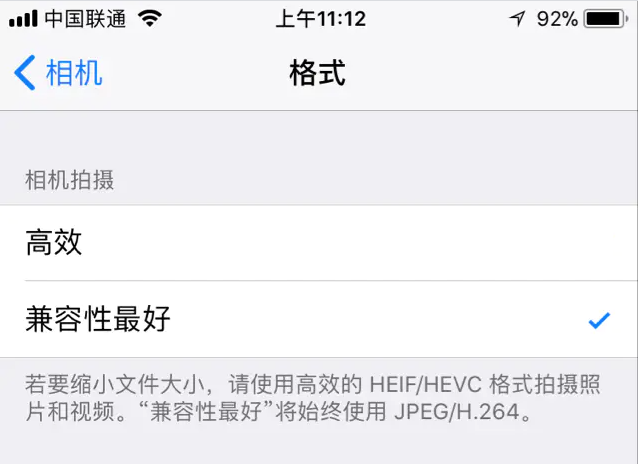 中国联通 上午11:12 92%
相机 格式
相机拍摄
高效
兼容性最好
若要缩小文件大小，请使用高效的 HEIF/HEVC 格式拍摄照
片和视频。“兼容性最好”将始终使用 JPEG/H.264。